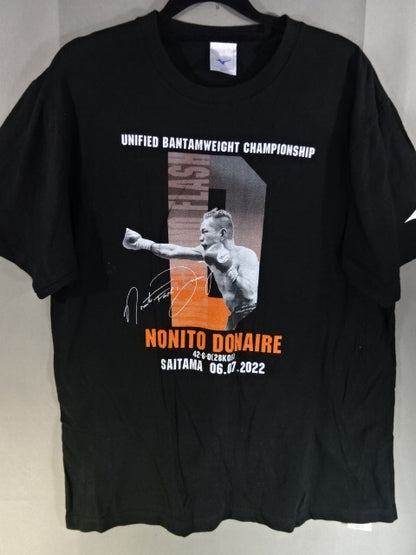 UNIFIED BANTAMWEIGHT CHAMPIONSHIP
FLASH
NONITO DONAIRE
SAITAMA 06.07.2022